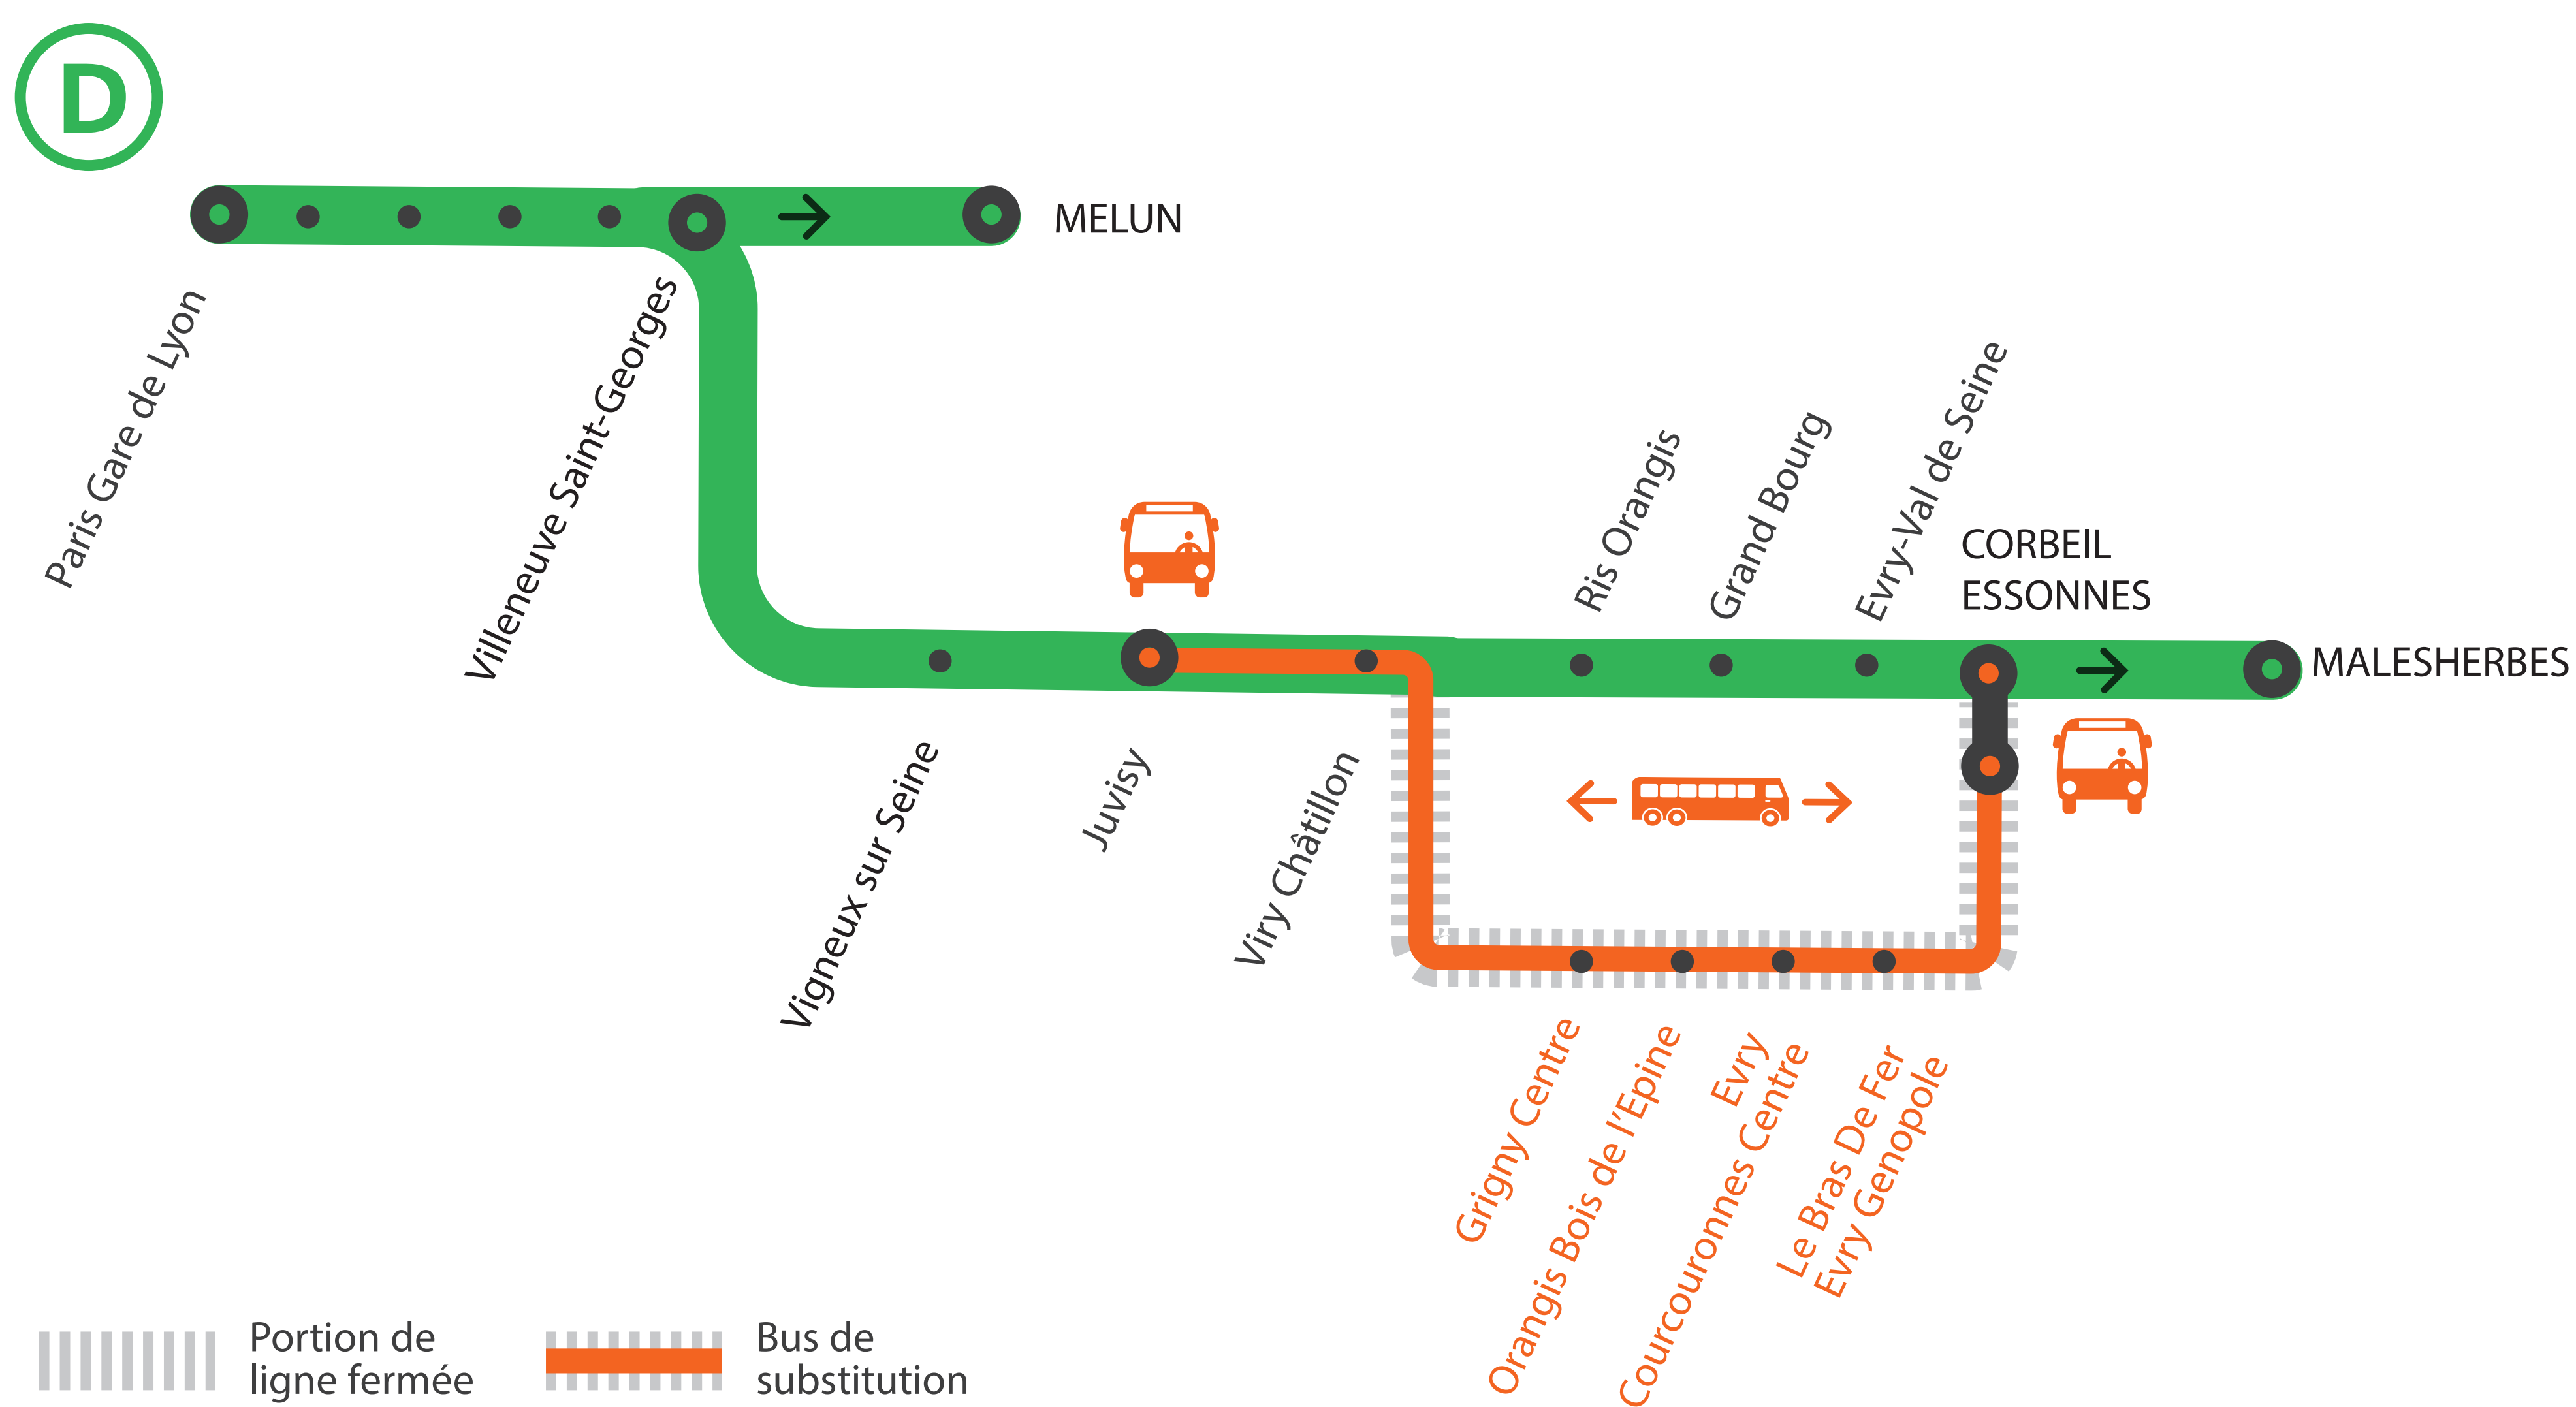 D
MELUN
Paris Gare de Lyon
Villeneuve Saint-Georges
Vigneux sur Seine
Juvisy
Viry Châtillon
Ris Orangis
Grand Bourg
Evry-Val de Seine
CORBEIL
ESSONNES
MALESHERBES
Grigny Centre
Orangis Bois de l'Epine
Evry
Courcouronnes Centre
Le Bras De Fer
Evry Genopole
Portion de
ligne fermée
Bus de
substitution